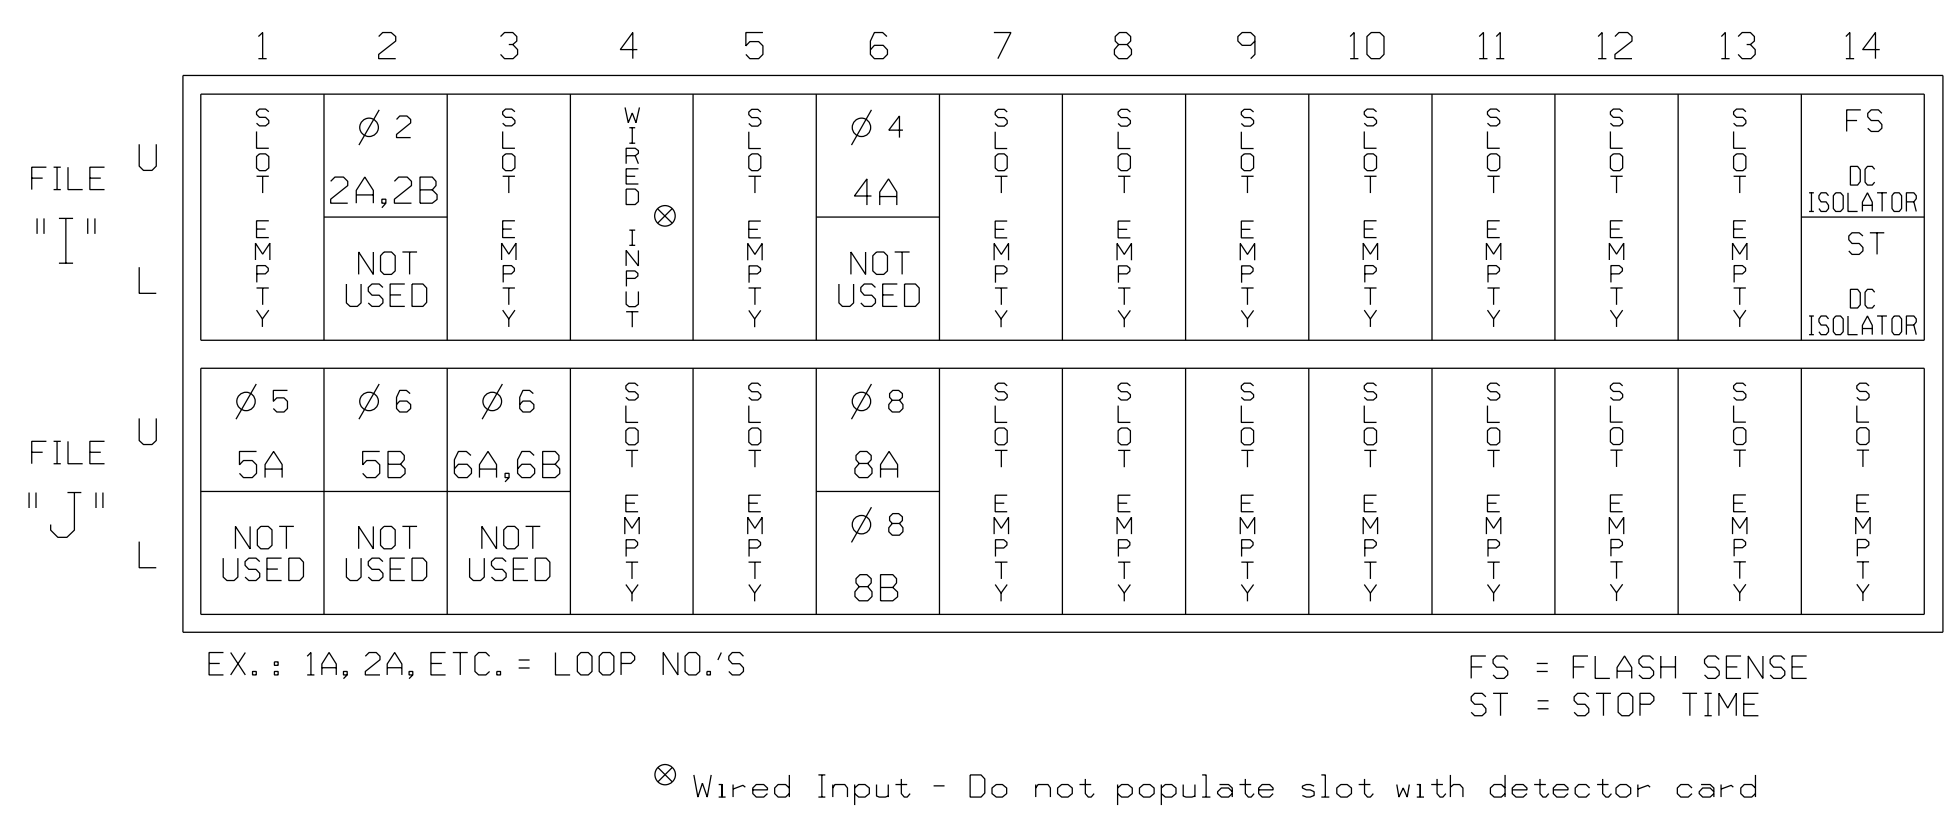 1 2 3 4 5 6 7 8 9 10 11 12 13 14
FILE
"I"
U
L
SLOT EMPTY
Ø 2
2A,2B
NOT
USED
SLOT EMPTY
WIRED INPUT
⊗
SLOT EMPTY
Ø 4
4A
NOT
USED
SLOT EMPTY
SLOT EMPTY
SLOT EMPTY
SLOT EMPTY
SLOT EMPTY
SLOT EMPTY
SLOT EMPTY
FS
DC
ISOLATOR
ST
DC
ISOLATOR
FILE
"J"
U
L
Ø 5
5A
NOT
USED
Ø 6
5B
NOT
USED
Ø 6
6A,6B
NOT
USED
SLOT EMPTY
SLOT EMPTY
Ø 8
8A
Ø 8
8B
SLOT EMPTY
SLOT EMPTY
SLOT EMPTY
SLOT EMPTY
SLOT EMPTY
SLOT EMPTY
SLOT EMPTY
SLOT EMPTY
EX.: 1A, 2A, ETC. = LOOP NO.'S
FS = FLASH SENSE
ST = STOP TIME
⊗ Wired Input - Do not populate slot with detector card